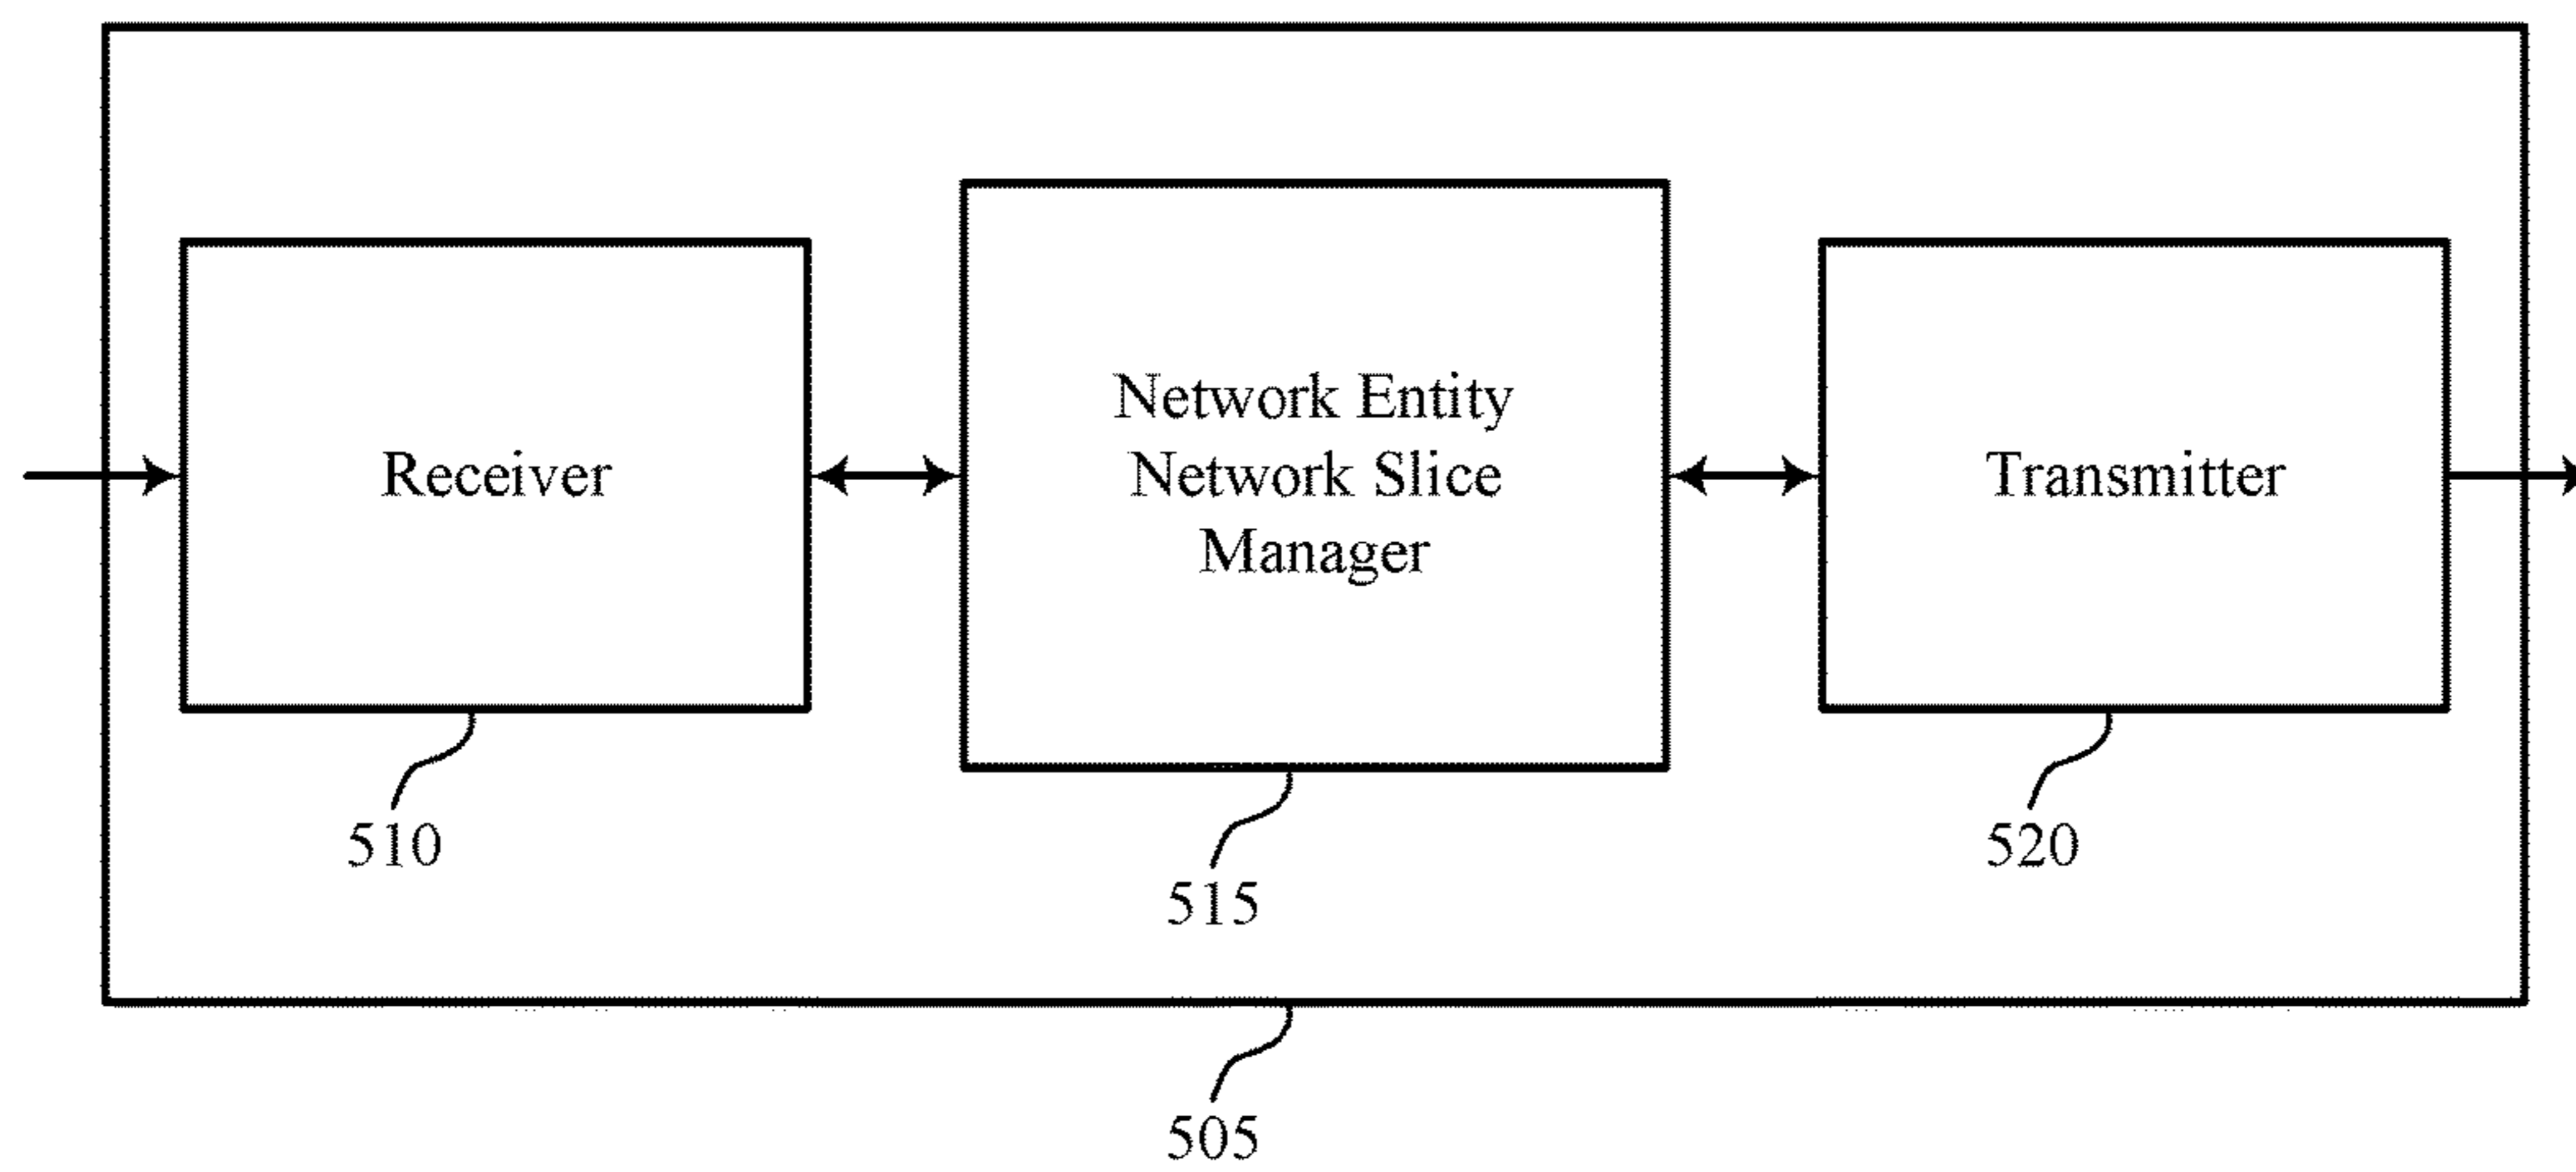 Receiver
Network Entity
Network Slice
Manager
Transmitter
510
515
520
505